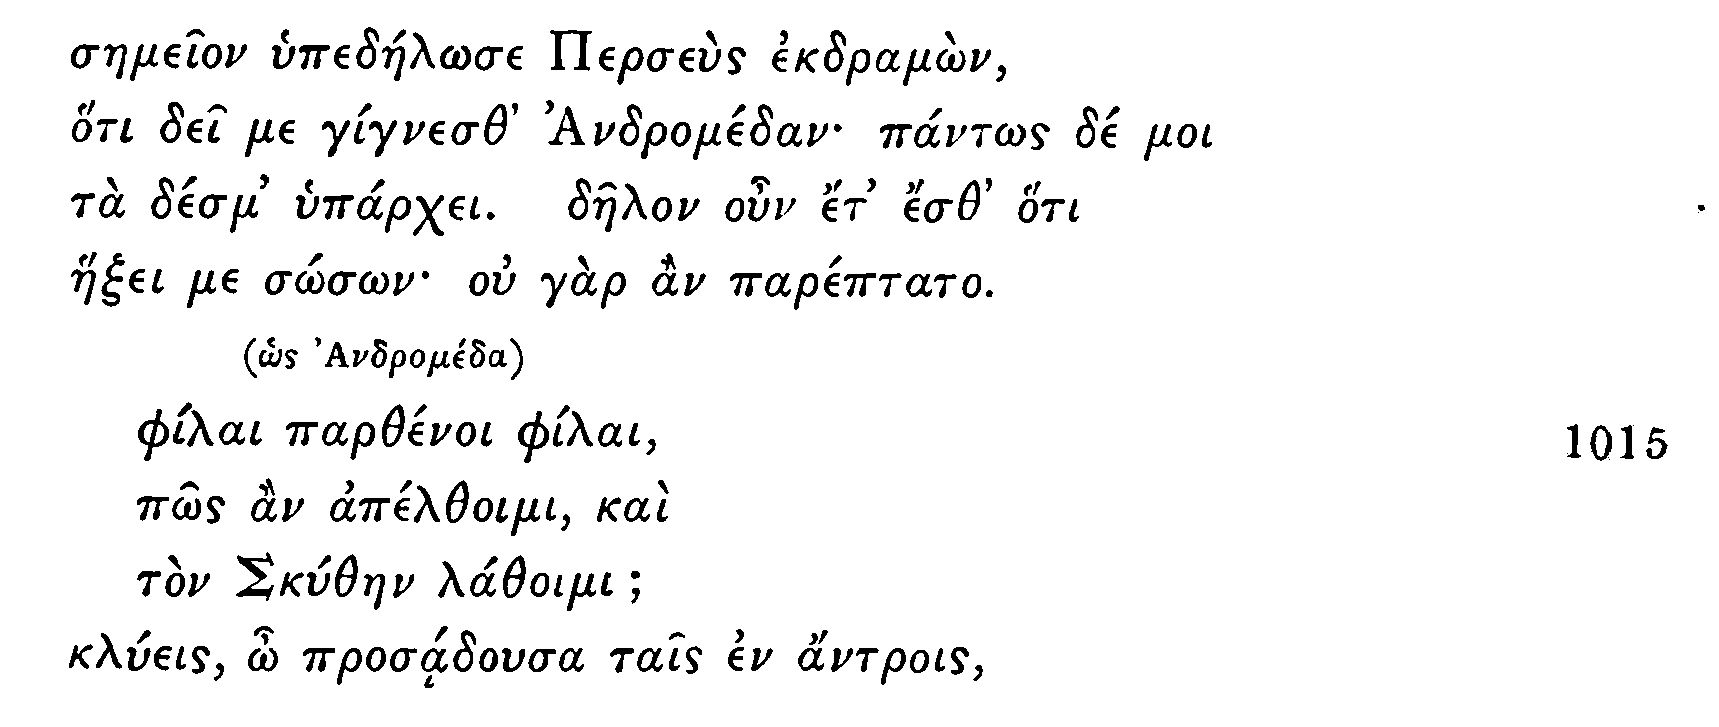 σημεῖον ὑπεδήλωσε Περσεὺς ἐκδραμών,
ὅτι δεῖ με γίγνεσθ’ Ἀνδρομέδαν· πάντως δέ μοι
τὰ δέσμ’ ὑπάρχει. δῆλον οὖν ἔτ’ ἔσθ’ ὅτι
ἥξει με σώσων· οὐ γὰρ ἂν παρέπτατο.
(ὡς Ἀνδρομέδα)
φίλαι παρθένοι φίλαι, 1015
πῶς ἂν ἀπέλθοιμι, καὶ
τὸν Σκύθην λάθοιμι ;
κλύεις, ὦ προσᾴδουσα ταῖς ἐν ἄντροις,